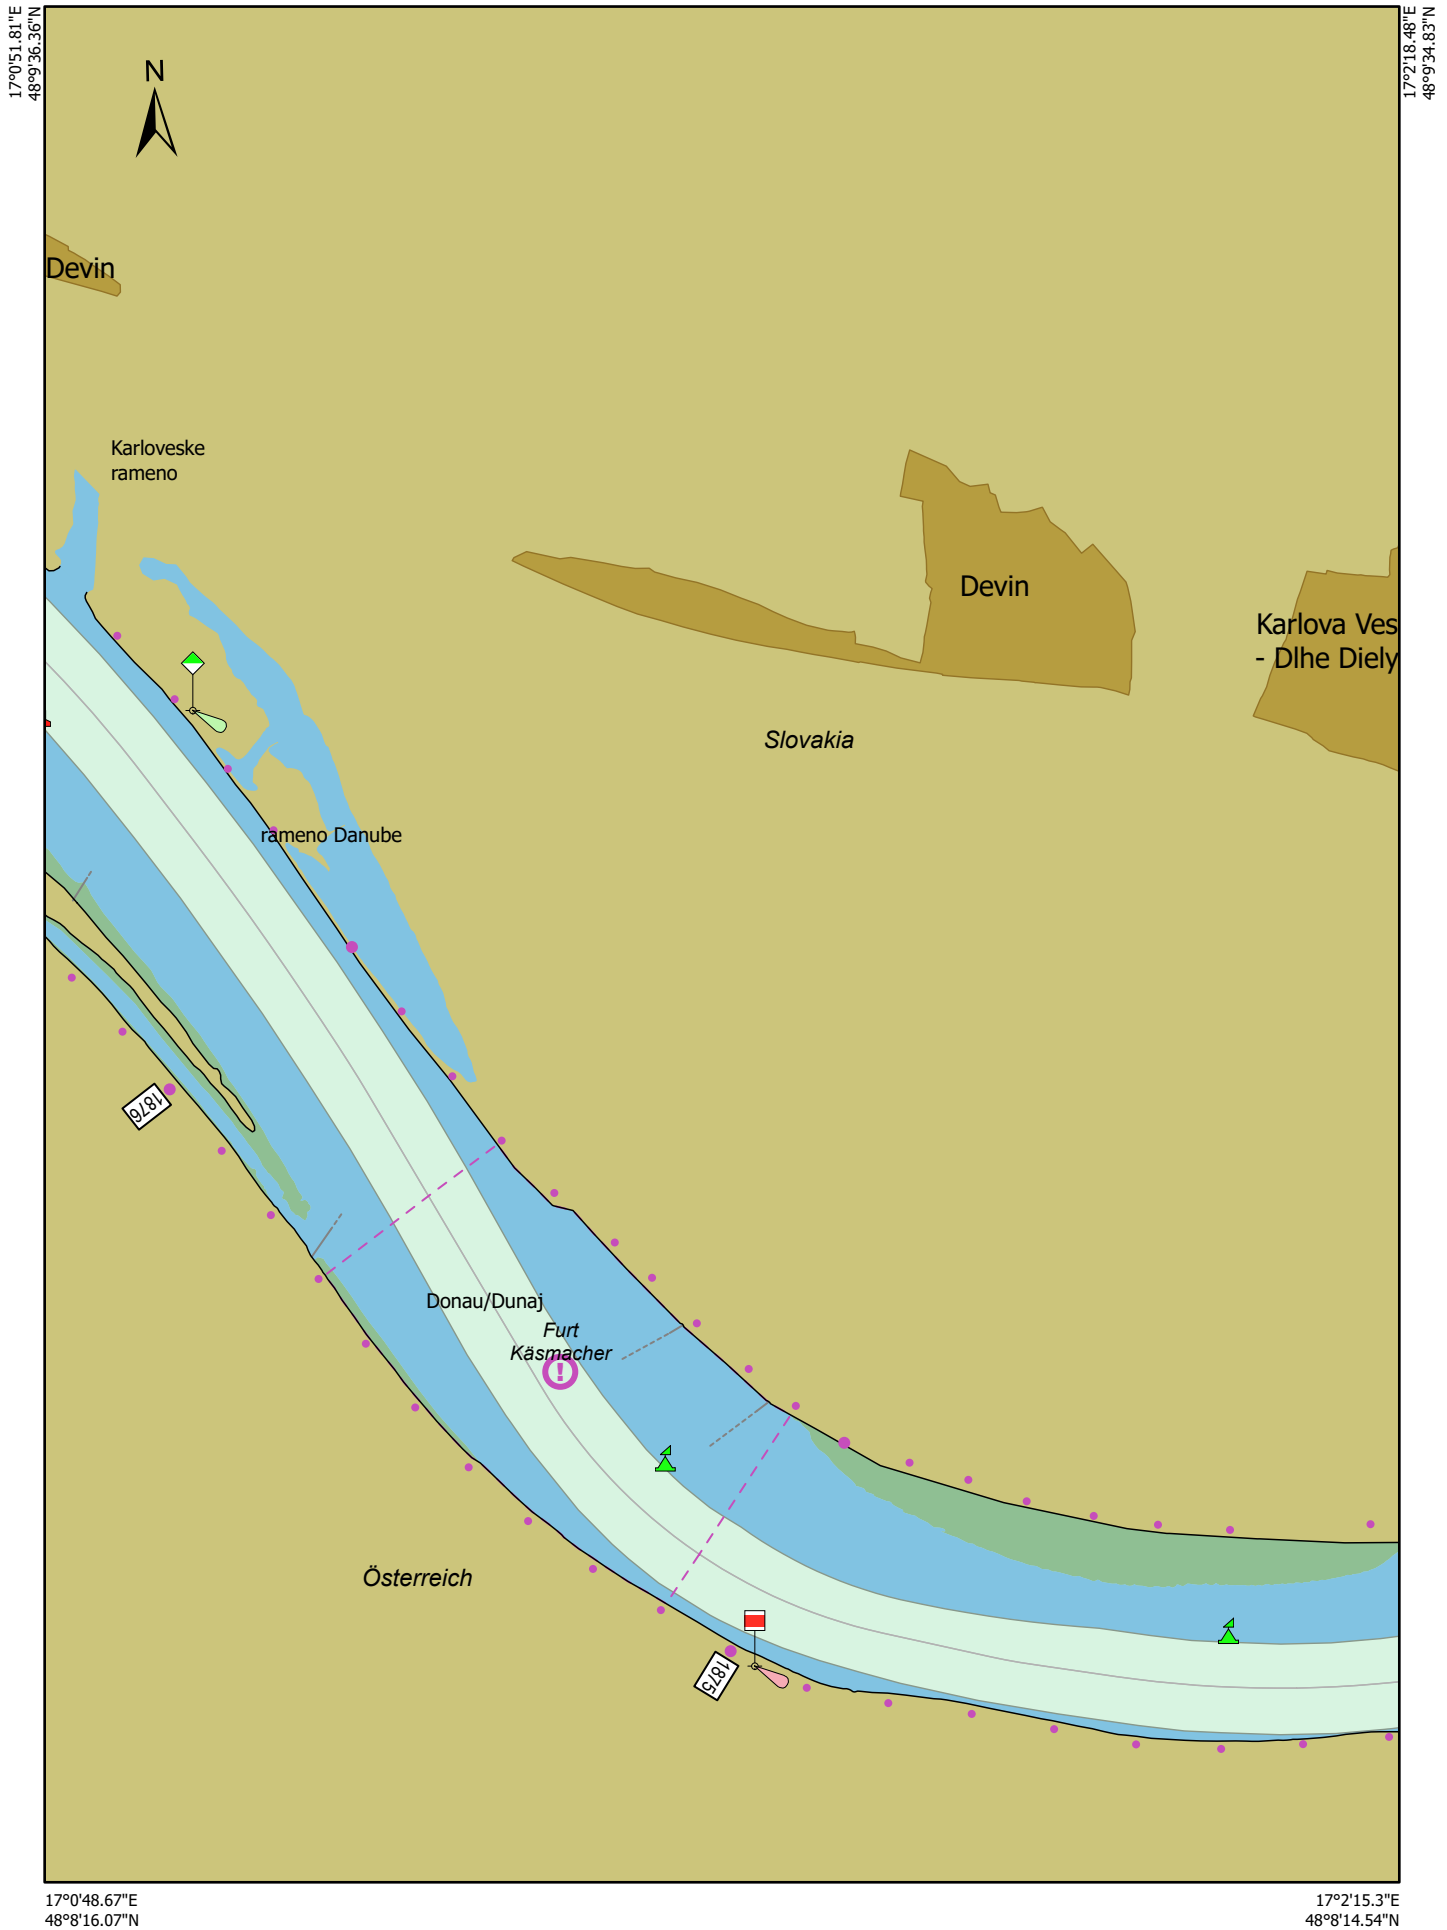 17°0'51.81"E
48°9'36.36"N
17°2'18.48"E
48°9'34.83"N
N
Devin
Karloveske
rameno
Devin
Karlova Ves
- Dlhe Diely
Slovakia
rameno Danube
1876
Donau/Dunaj
Furt
Käsmacher
!
Österreich
1875
17°0'48.67"E
48°8'16.07"N
17°2'15.3"E
48°8'14.54"N